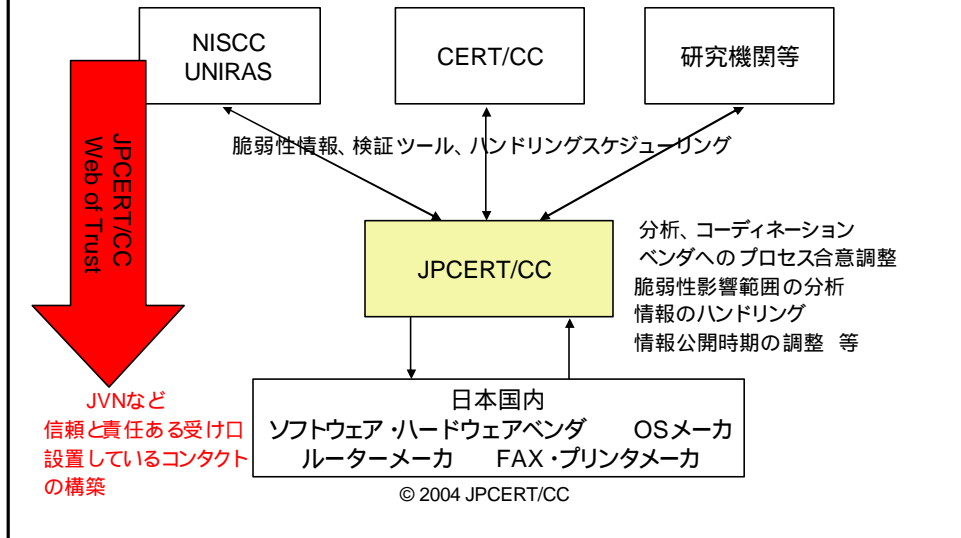 NISCC
UNIRAS
CERT/CC
研究機関等
脆弱性情報、検証ツール、ハンドリングスケジューリング
JPCERT/CC
Web of Trust
JPCERT/CC
分析、コーディネーション
ベンダへのプロセス合意調整
脆弱性影響範囲の分析
情報のハンドリング
情報公開時期の調整 等
JVNなど
信頼と責任ある受け口
設置しているコンタクト
の構築
日本国内
ソフトウェア・ハードウェアベンダ OSメーカ
ルーターメーカ FAX・プリンタメーカ
© 2004 JPCERT/CC